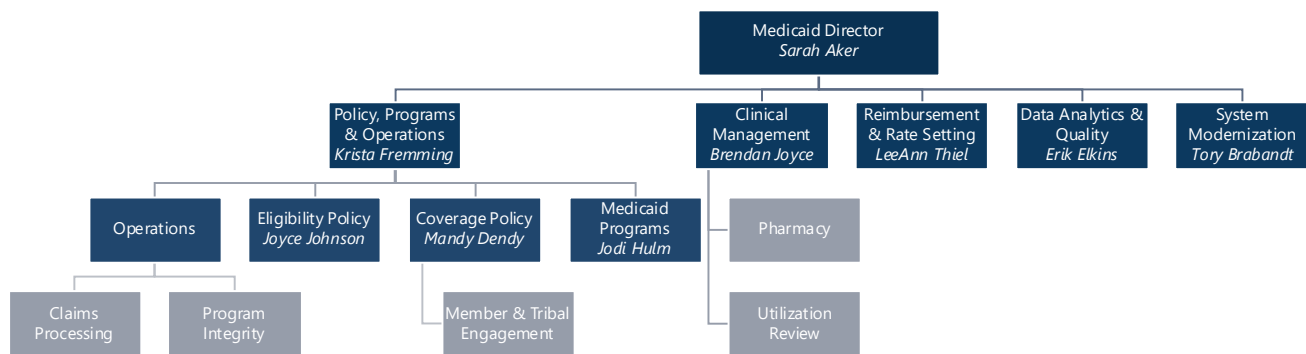 Medicaid Director
Sarah Aker
Policy, Programs
& Operations
Krista Fremming
Clinical
Management
Brendan Joyce
Reimbursement
& Rate Setting
LeeAnn Thiel
Data Analytics &
Quality
Erik Elkins
System
Modernization
Tory Brabandt
Operations
Eligibility Policy
Joyce Johnson
Coverage Policy
Mandy Dendy
Medicaid
Programs
Jodi Hulm
Pharmacy
Claims
Processing
Program
Integrity
Member & Tribal
Engagement
Utilization
Review